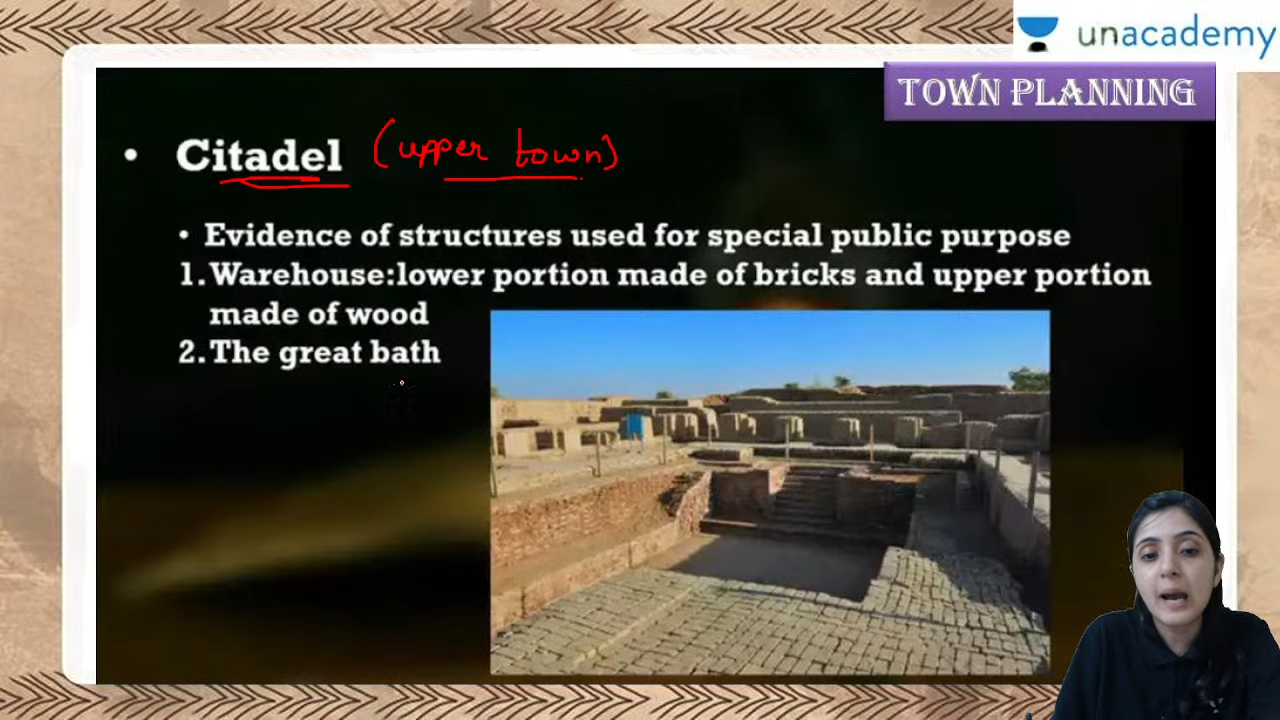 unacademy
TOWN PLANNING
• Citadel (upper town)
• Evidence of structures used for special public purpose
1. Warehouse:lower portion made of bricks and upper portion
made of wood
2. The great bath